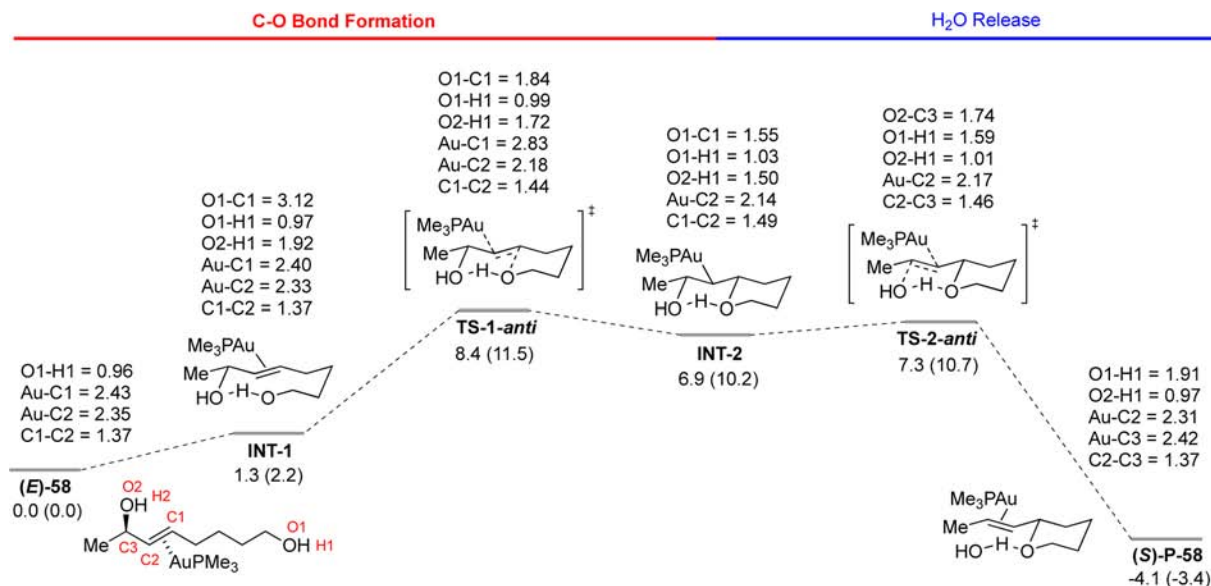 C-O Bond Formation
H₂O Release
O1-C1 = 1.84
O1-H1 = 0.99
O2-H1 = 1.72
Au-C1 = 2.83
Au-C2 = 2.18
C1-C2 = 1.44
O2-C3 = 1.74
O1-H1 = 1.59
O2-H1 = 1.01
Au-C2 = 2.17
C2-C3 = 1.46
O1-C1 = 1.55
O1-H1 = 1.03
O2-H1 = 1.50
Au-C2 = 2.14
C1-C2 = 1.49
O1-C1 = 3.12
O1-H1 = 0.97
O2-H1 = 1.92
Au-C1 = 2.40
Au-C2 = 2.33
C1-C2 = 1.37
‡
Me₃PAu
Me
HO
H
O
TS-1-anti
8.4 (11.5)
Me₃PAu
Me
HO
H
O
INT-2
6.9 (10.2)
‡
Me₃PAu
Me
HO
H
O
TS-2-anti
7.3 (10.7)
Me₃PAu
Me
HO
H
O
INT-1
1.3 (2.2)
O1-H1 = 0.96
Au-C1 = 2.43
Au-C2 = 2.35
C1-C2 = 1.37
(E)-58
0.0 (0.0)
O2
OH H2
C1
O1
Me C3
OH H1
C2
AuPMe₃
O1-H1 = 1.91
O2-H1 = 0.97
Au-C2 = 2.31
Au-C3 = 2.42
C2-C3 = 1.37
Me₃PAu
Me
HO
H
O
(S)-P-58
-4.1 (-3.4)